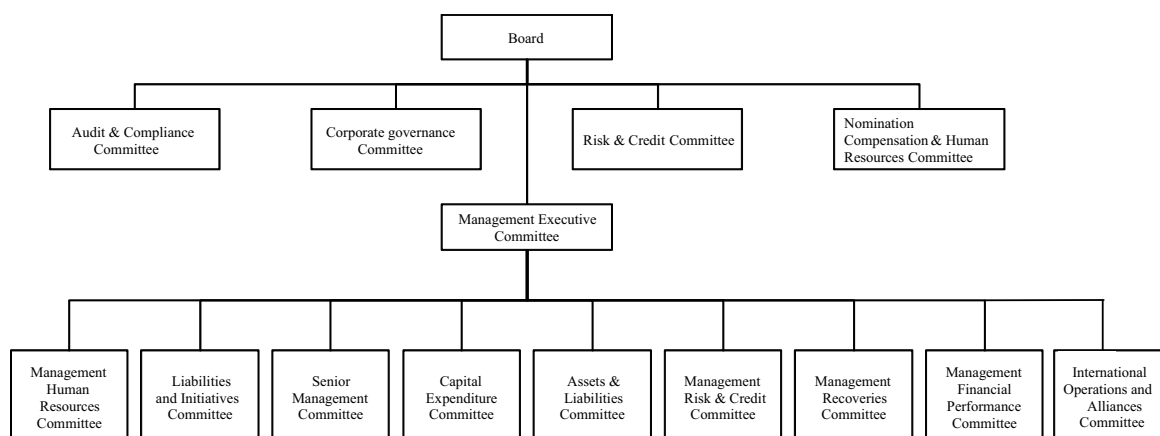 Board
Audit & Compliance
Committee
Corporate governance
Committee
Risk & Credit Committee
Nomination
Compensation & Human
Resources Committee
Management Executive
Committee
Management
Human
Resources
Committee
Liabilities
and Initiatives
Committee
Senior
Management
Committee
Capital
Expenditure
Committee
Assets &
Liabilities
Committee
Management
Risk & Credit
Committee
Management
Recoveries
Committee
Management
Financial
Performance
Committee
International
Operations and
Alliances
Committee